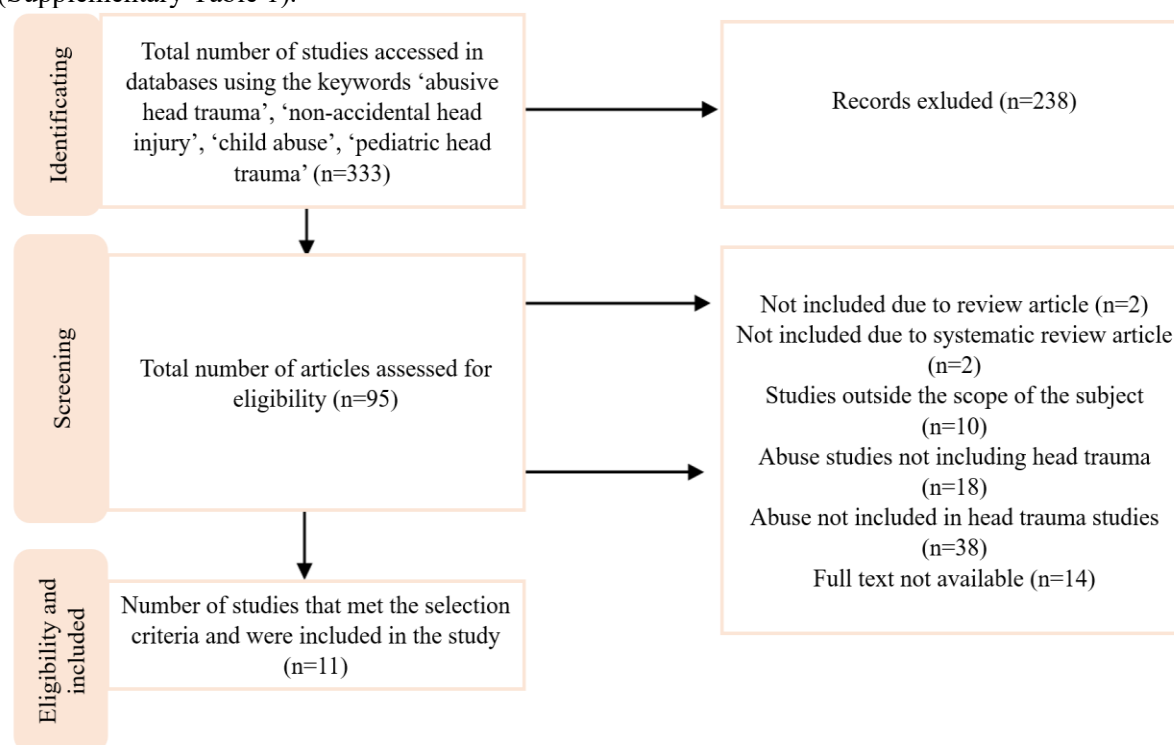 (Supplementary Table 1).
Identificating
Total number of studies accessed in
databases using the keywords ‘abusive
head trauma’, ‘non-accidental head
injury’, ‘child abuse’, ‘pediatric head
trauma’ (n=333)
Records exluded (n=238)
Screening
Total number of articles assessed for
eligibility (n=95)
Not included due to review article (n=2)
Not included due to systematic review article
(n=2)
Studies outside the scope of the subject
(n=10)
Abuse studies not including head trauma
(n=18)
Abuse not included in head trauma studies
(n=38)
Full text not available (n=14)
Eligibility and
included
Number of studies that met the selection
criteria and were included in the study
(n=11)